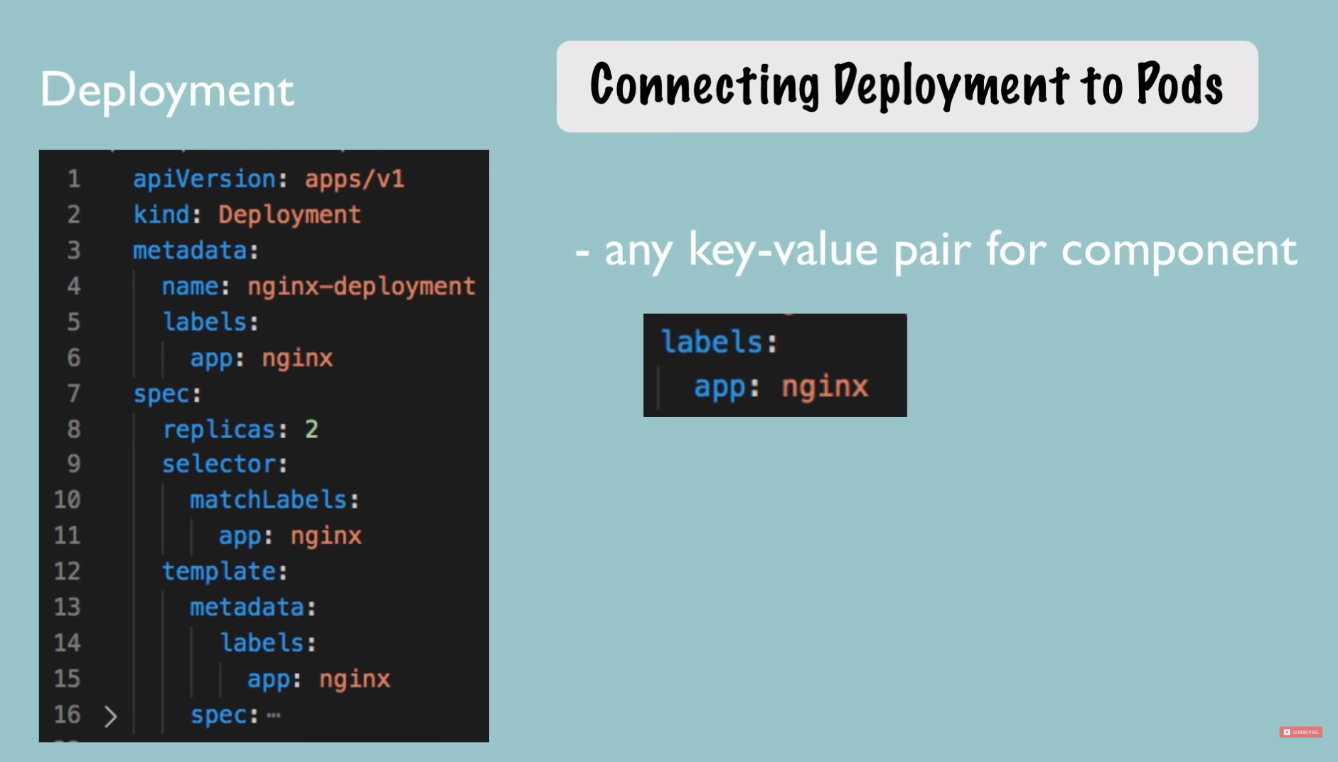 Deployment
Connecting Deployment to Pods
1 apiVersion: apps/v1
2 kind: Deployment
3 metadata:
4   name: nginx-deployment
5   labels:
6     app: nginx
7 spec:
8   replicas: 2
9   selector:
10     matchLabels:
11       app: nginx
12   template:
13     metadata:
14       labels:
15         app: nginx
16 >     spec:⋯
- any key-value pair for component
labels:
  app: nginx
SUBSCRIBE